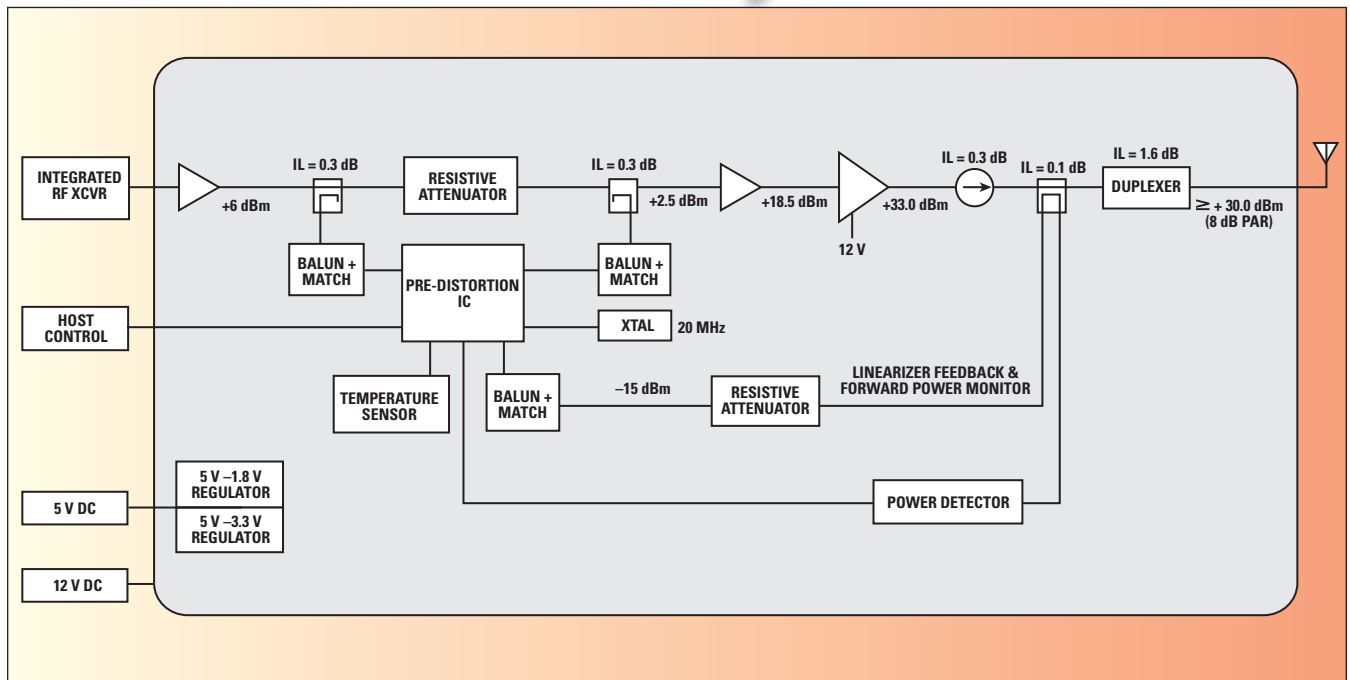 IL = 0.3 dB
IL = 0.3 dB
IL = 0.3 dB
IL = 0.1 dB
IL = 1.6 dB
INTEGRATED
RF XCVR
+6 dBm
RESISTIVE
ATTENUATOR
+2.5 dBm
+18.5 dBm
+33.0 dBm
12 V
DUPLEXER
≥ + 30.0 dBm
(8 dB PAR)
BALUN +
MATCH
PRE-DISTORTION
IC
BALUN +
MATCH
HOST
CONTROL
XTAL
20 MHz
TEMPERATURE
SENSOR
BALUN +
MATCH
–15 dBm
RESISTIVE
ATTENUATOR
LINEARIZER FEEDBACK &
FORWARD POWER MONITOR
5 V DC
5 V –1.8 V
REGULATOR
5 V –3.3 V
REGULATOR
POWER DETECTOR
12 V DC